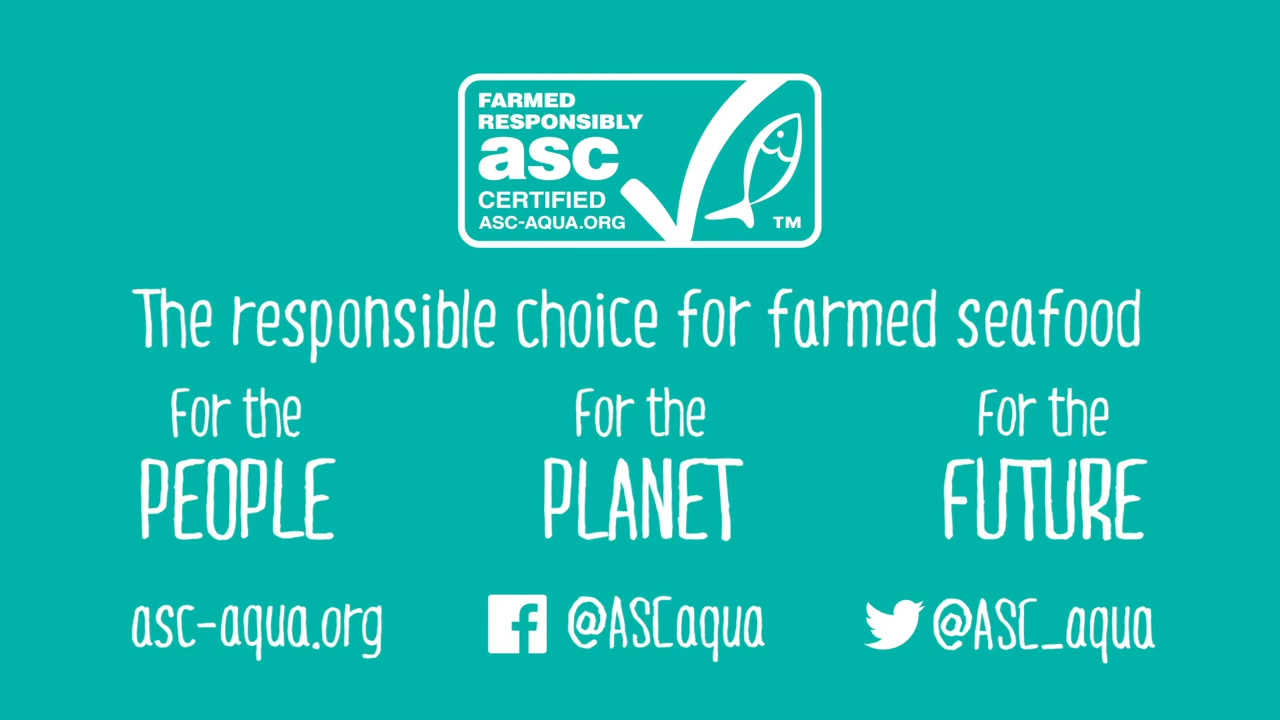 FARMED
RESPONSIBLY
asc
CERTIFIED
ASC-AQUA.ORG
TM
The responsible choice for farmed seafood
For the
PEOPLE
For the
PLANET
For the
FUTURE
asc-aqua.org
@ASCaqua
@ASC_aqua